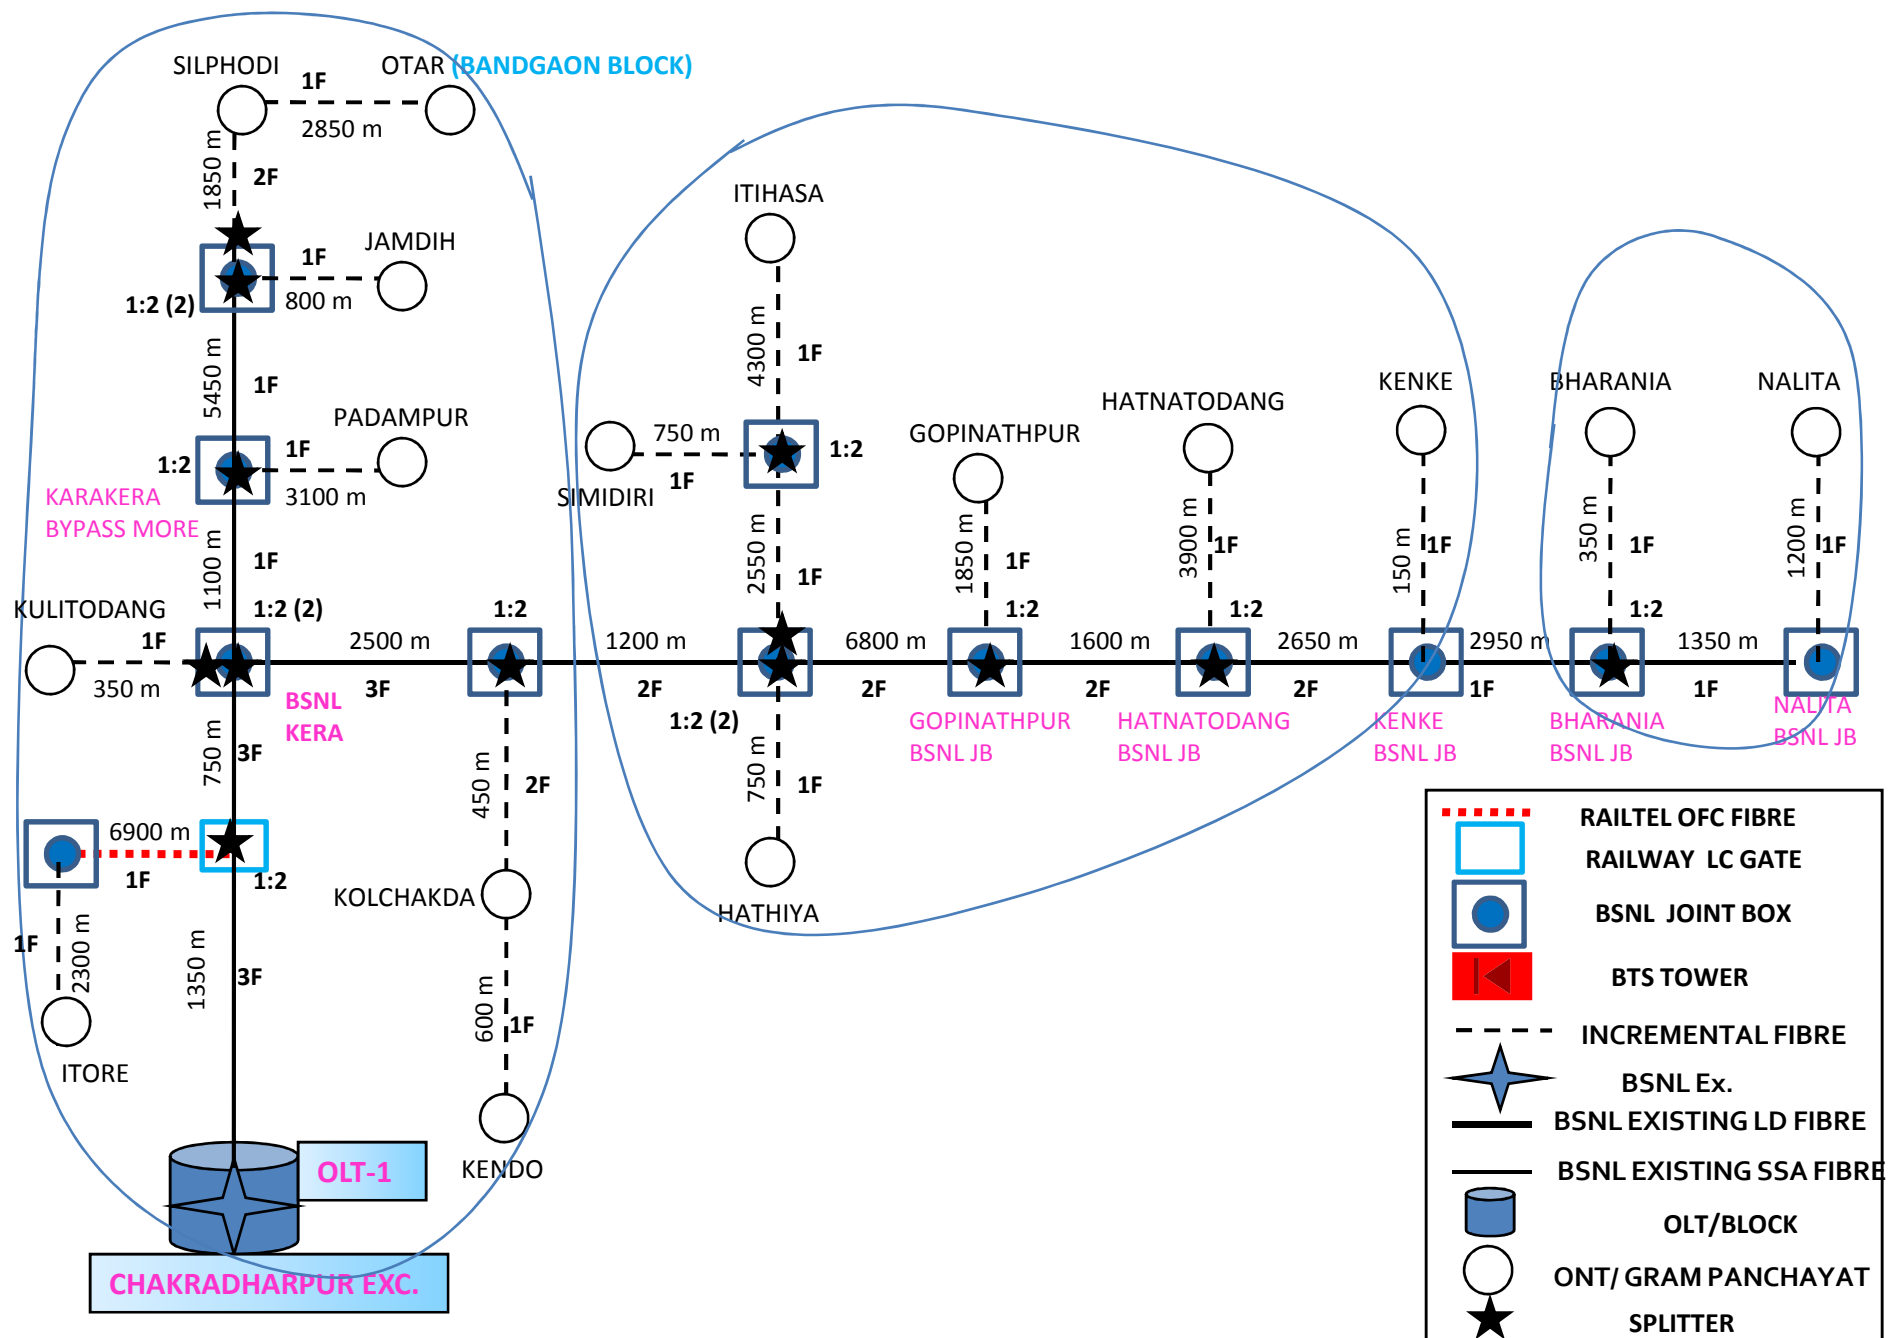 SILPHODI
OTAR (BANDGAON BLOCK)
1F
2850 m
1850 m
2F
JAMDIH
1F
800 m
1:2 (2)
5450 m
1F
PADAMPUR
1:2
1F
3100 m
KARAKERA
BYPASS MORE
1100 m
1F
KULITODANG
1F
350 m
1:2 (2)
BSNL
KERA
2500 m
3F
1:2
750 m
3F
6900 m
1F
1:2
1F
2300 m
ITORE
1350 m
3F
450 m
2F
KOLCHAKDA
600 m
1F
KENDO
OLT-1
CHAKRADHARPUR EXC.
ITIHASA
4300 m
1F
750 m
1F
SIMIDIRI
1:2
2550 m
1F
1200 m
2F
1:2 (2)
750 m
1F
HATHIYA
6800 m
2F
GOPINATHPUR
1850 m
1F
1:2
GOPINATHPUR
BSNL JB
1600 m
2F
HATNATODANG
3900 m
1F
1:2
HATNATODANG
BSNL JB
2650 m
2F
KENKE
150 m
1F
KENKE
BSNL JB
2950 m
1F
BHARANIA
350 m
1F
1:2
BHARANIA
BSNL JB
1350 m
1F
NALITA
1200 m
1F
NALITA
BSNL JB
RAILTEL OFC FIBRE
RAILWAY LC GATE
BSNL JOINT BOX
BTS TOWER
INCREMENTAL FIBRE
BSNL Ex.
BSNL EXISTING LD FIBRE
BSNL EXISTING SSA FIBRE
OLT/BLOCK
ONT/ GRAM PANCHAYAT
SPLITTER